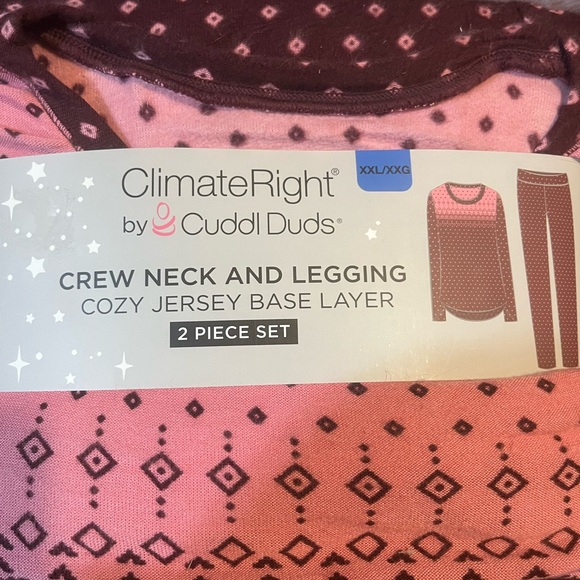 XXL/XXG
ClimateRight®
by Cuddl Duds®
CREW NECK AND LEGGING
COZY JERSEY BASE LAYER
2 PIECE SET